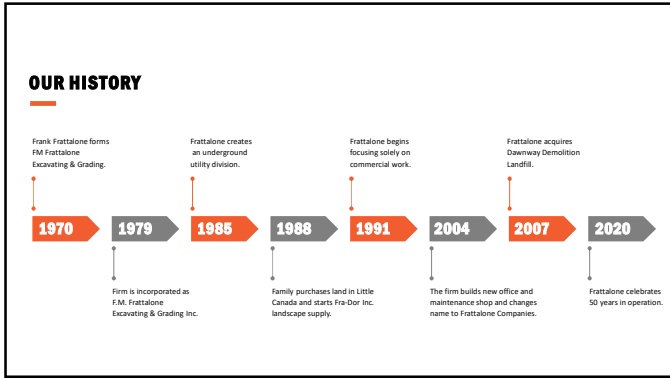 OUR HISTORY
Frank Frattalone forms
FM Frattalone
Excavating & Grading.
Frattalone creates
an underground
utility division.
Frattalone begins
focusing solely on
commercial work.
Frattalone acquires
Dawnway Demolition
Landfill.
1970
1979
1985
1988
1991
2004
2007
2020
Firm is incorporated as
F.M. Frattalone
Excavating & Grading Inc.
Family purchases land in Little
Canada and starts Fra-Dor Inc.
landscape supply.
The firm builds new office and
maintenance shop and changes
name to Frattalone Companies.
Frattalone celebrates
50 years in operation.